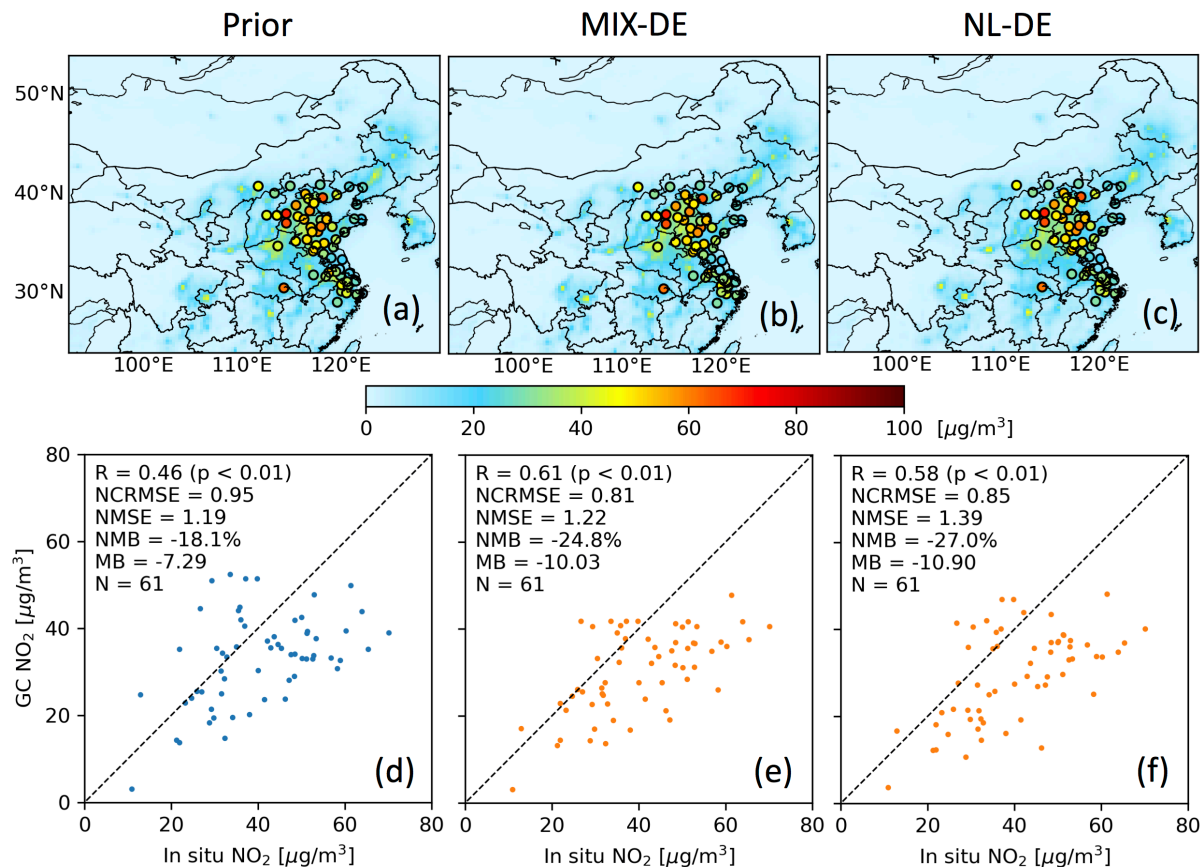 Prior MIX-DE NL-DE
50°N
40°N
30°N
(a) (b) (c)
100°E 110°E 120°E 100°E 110°E 120°E 100°E 110°E 120°E
0 20 40 60 80 100 [μg/m³]
80
60
40
20
0
GC NO₂ [μg/m³]
R = 0.46 (p < 0.01)
NCRMSE = 0.95
NMSE = 1.19
NMB = -18.1%
MB = -7.29
N = 61
(d)
0 20 40 60 80
In situ NO₂ [μg/m³]
R = 0.61 (p < 0.01)
NCRMSE = 0.81
NMSE = 1.22
NMB = -24.8%
MB = -10.03
N = 61
(e)
0 20 40 60 80
In situ NO₂ [μg/m³]
R = 0.58 (p < 0.01)
NCRMSE = 0.85
NMSE = 1.39
NMB = -27.0%
MB = -10.90
N = 61
(f)
0 20 40 60 80
In situ NO₂ [μg/m³]